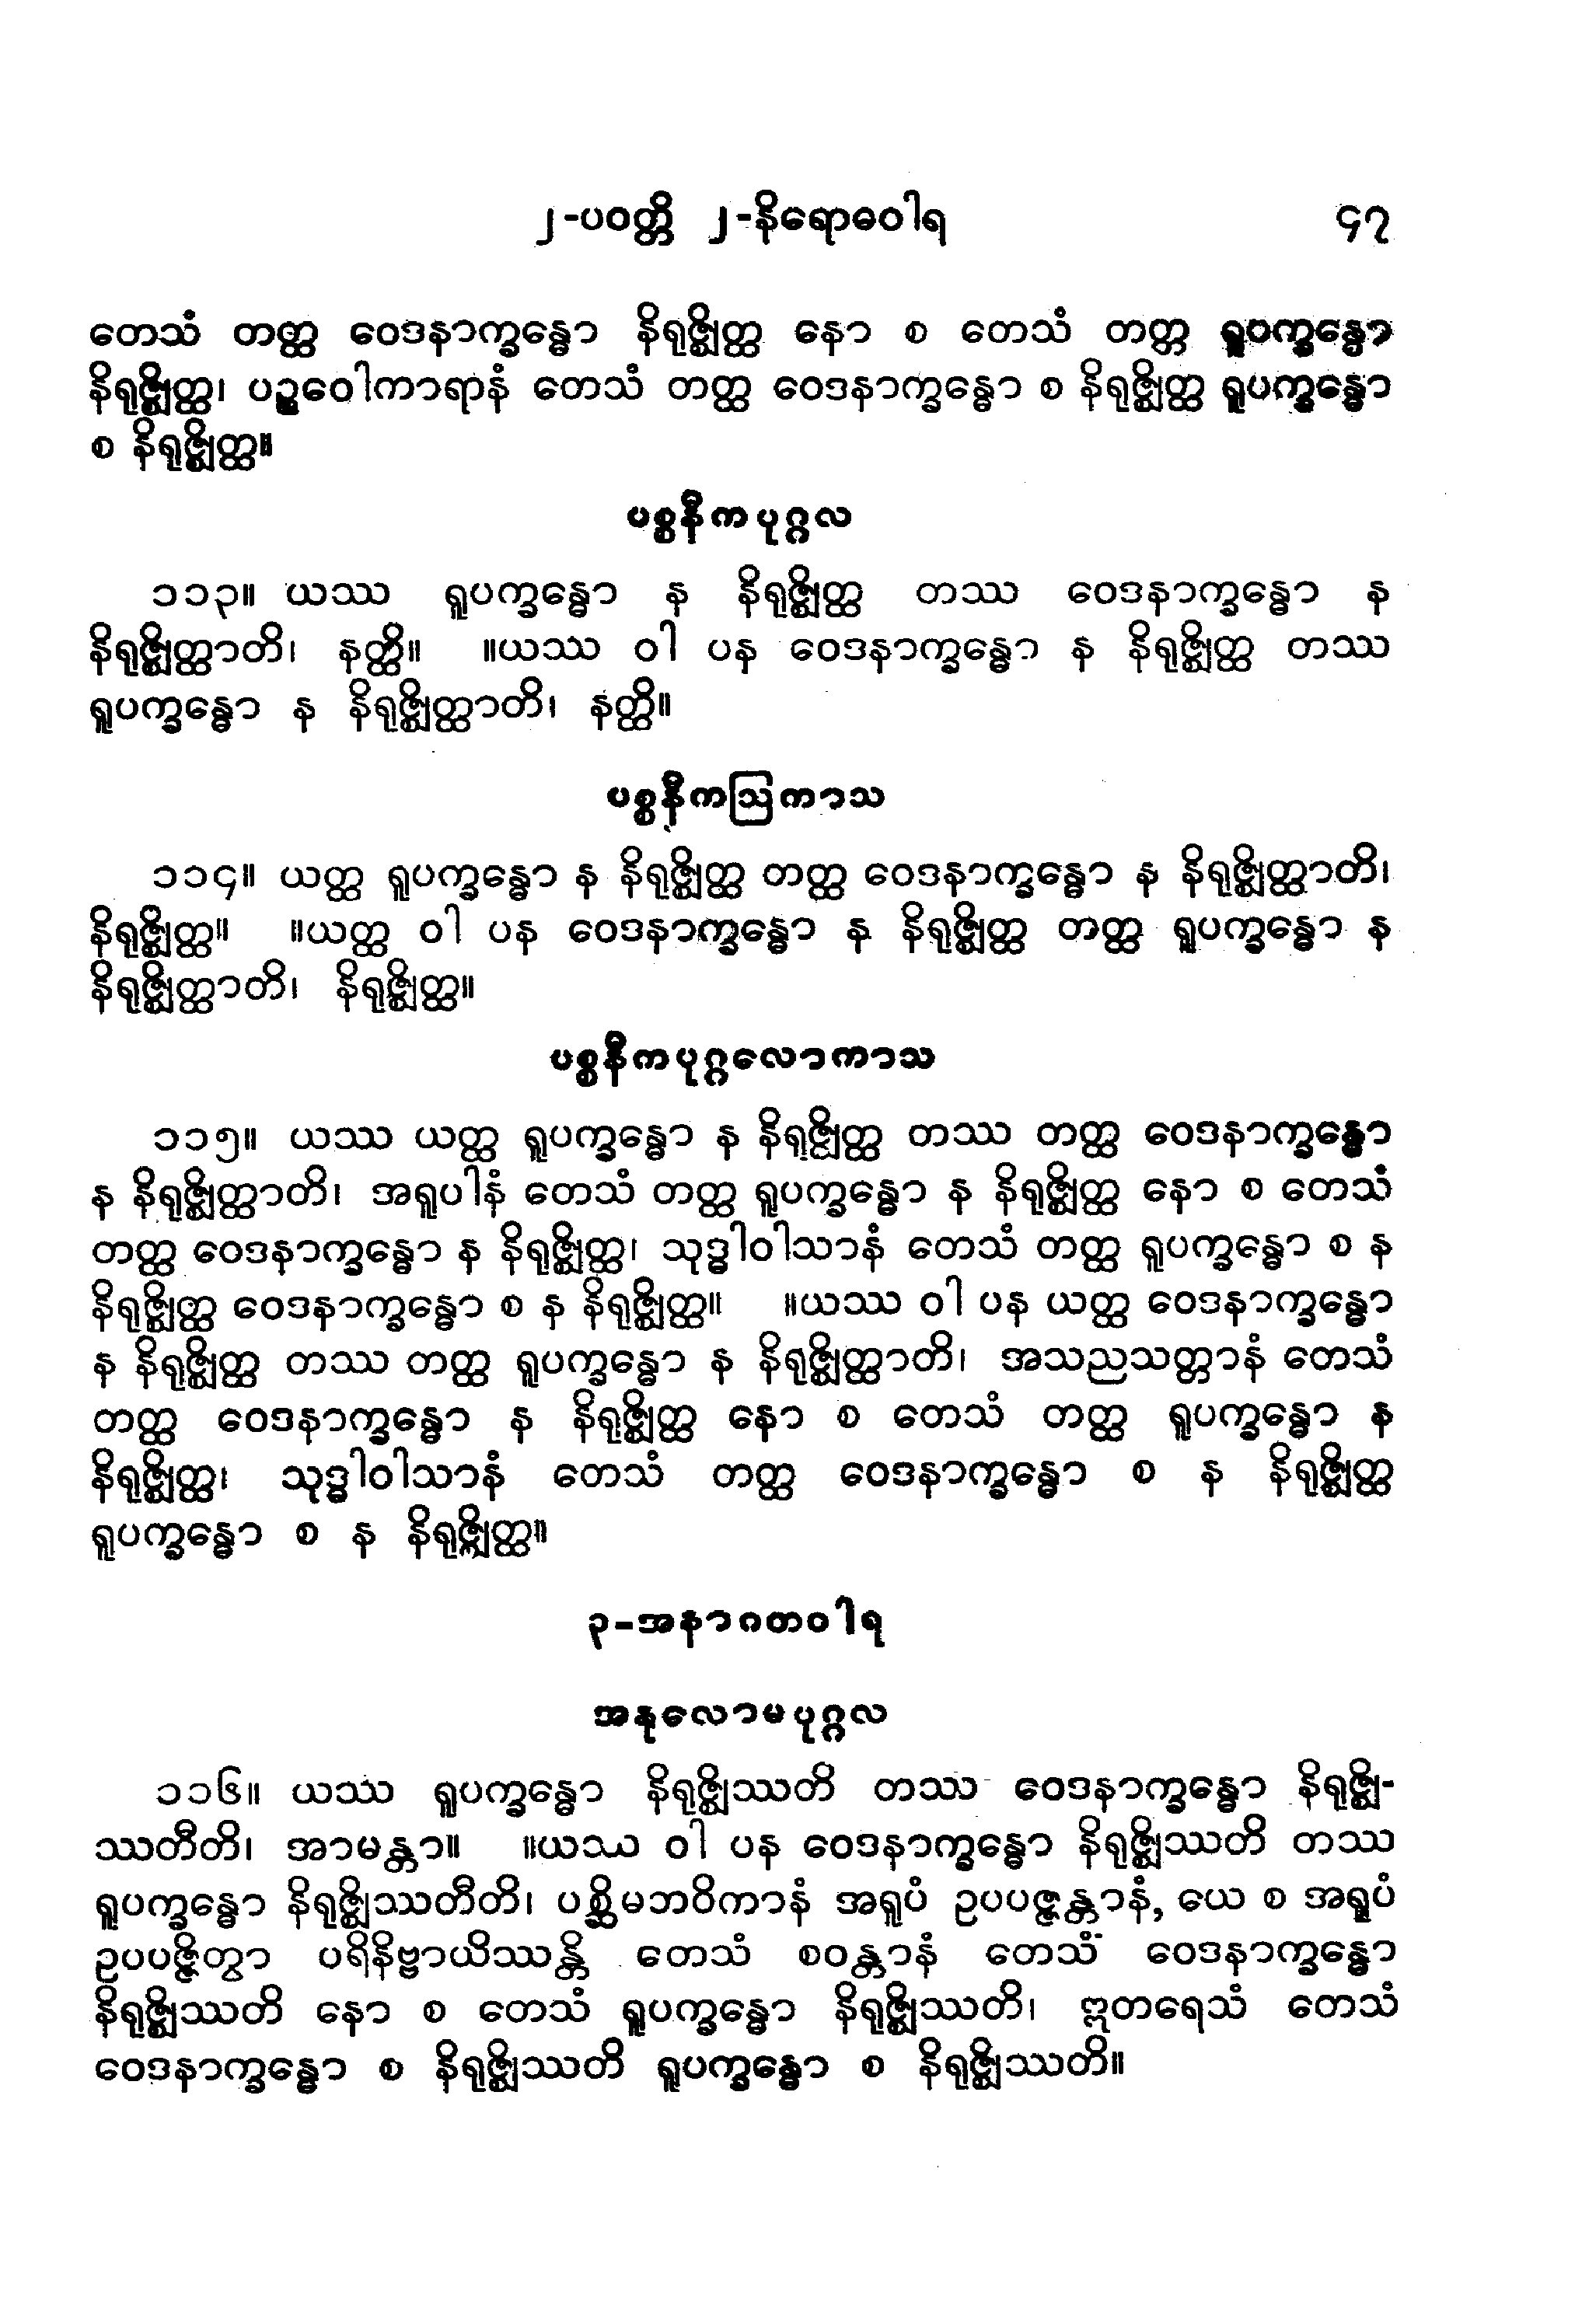 ၂-ပဝတ္တိ ၂-နိရောဓဝါရ ၄၇
တေသံ တတ္ထ ဝေဒနာက္ခန္ဓော နိရုဇ္ဈိတ္ထ နော စ တေသံ တတ္ထ ရူပက္ခန္ဓော
နိရုဇ္ဈိတ္ထ၊ ပဉ္စဝေါကာရာနံ တေသံ တတ္ထ ဝေဒနာက္ခန္ဓော စ နိရုဇ္ဈိတ္ထ ရူပက္ခန္ဓော
စ နိရုဇ္ဈိတ္ထ။
ပစ္စနီကပုဂ္ဂလ
၁၁၃။ ယဿ ရူပက္ခန္ဓော န နိရုဇ္ဈိတ္ထ တဿ ဝေဒနာက္ခန္ဓော န
နိရုဇ္ဈိတ္ထာတိ၊ နတ္ထိ။ ။ယဿ ဝါ ပန ဝေဒနာက္ခန္ဓော န နိရုဇ္ဈိတ္ထ တဿ
ရူပက္ခန္ဓော န နိရုဇ္ဈိတ္ထာတိ၊ နတ္ထိ။
ပစ္စနီကဩကာသ
၁၁၄။ ယတ္ထ ရူပက္ခန္ဓော န နိရုဇ္ဈိတ္ထ တတ္ထ ဝေဒနာက္ခန္ဓော န နိရုဇ္ဈိတ္ထာတိ၊
နိရုဇ္ဈိတ္ထ။ ။ယတ္ထ ဝါ ပန ဝေဒနာက္ခန္ဓော န နိရုဇ္ဈိတ္ထ တတ္ထ ရူပက္ခန္ဓော န
နိရုဇ္ဈိတ္ထာတိ၊ နိရုဇ္ဈိတ္ထ။
ပစ္စနီကပုဂ္ဂလောကာသ
၁၁၅။ ယဿ ယတ္ထ ရူပက္ခန္ဓော န နိရုဇ္ဈိတ္ထ တဿ တတ္ထ ဝေဒနာက္ခန္ဓော
န နိရုဇ္ဈိတ္ထာတိ၊ အရူပါနံ တေသံ တတ္ထ ရူပက္ခန္ဓော န နိရုဇ္ဈိတ္ထ နော စ တေသံ
တတ္ထ ဝေဒနာက္ခန္ဓော န နိရုဇ္ဈိတ္ထ၊ သုဒ္ဓါဝါသာနံ တေသံ တတ္ထ ရူပက္ခန္ဓော စ န
နိရုဇ္ဈိတ္ထ ဝေဒနာက္ခန္ဓော စ န နိရုဇ္ဈိတ္ထ။ ။ယဿ ဝါ ပန ယတ္ထ ဝေဒနာက္ခန္ဓော
န နိရုဇ္ဈိတ္ထ တဿ တတ္ထ ရူပက္ခန္ဓော န နိရုဇ္ဈိတ္ထာတိ၊ အသညသတ္တာနံ တေသံ
တတ္ထ ဝေဒနာက္ခန္ဓော န နိရုဇ္ဈိတ္ထ နော စ တေသံ တတ္ထ ရူပက္ခန္ဓော န
နိရုဇ္ဈိတ္ထ၊ သုဒ္ဓါဝါသာနံ တေသံ တတ္ထ ဝေဒနာက္ခန္ဓော စ န နိရုဇ္ဈိတ္ထ
ရူပက္ခန္ဓော စ န နိရုဇ္ဈိတ္ထ။
၃-အနာဂတဝါရ
အနုလောမပုဂ္ဂလ
၁၁၆။ ယဿ ရူပက္ခန္ဓော နိရုဇ္ဈိဿတိ တဿ ဝေဒနာက္ခန္ဓော နိရုဇ္ဈိ-
ဿတီတိ၊ အာမန္တာ။ ။ယဿ ဝါ ပန ဝေဒနာက္ခန္ဓော နိရုဇ္ဈိဿတိ တဿ
ရူပက္ခန္ဓော နိရုဇ္ဈိဿတီတိ၊ ပစ္ဆိမဘဝိကာနံ အရူပံ ဥပပဇ္ဇန္တာနံ, ယေ စ အရူပံ
ဥပပဇ္ဇိတွာ ပရိနိဗ္ဗာယိဿန္တိ တေသံ စဝန္တာနံ တေသံ ဝေဒနာက္ခန္ဓော
နိရုဇ္ဈိဿတိ နော စ တေသံ ရူပက္ခန္ဓော နိရုဇ္ဈိဿတိ၊ ဣတရေသံ တေသံ
ဝေဒနာက္ခန္ဓော စ နိရုဇ္ဈိဿတိ ရူပက္ခန္ဓော စ နိရုဇ္ဈိဿတိ။